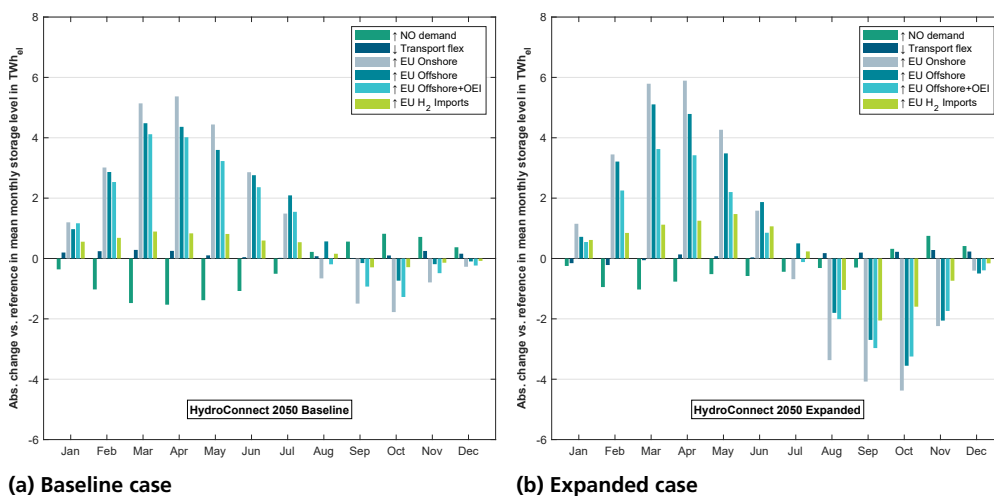 Abs. change vs. reference in mean monthly storage level in TWh_el
8
6
4
2
0
-2
-4
-6
↑ NO demand
↓ Transport flex
↑ EU Onshore
↑ EU Offshore
↑ EU Offshore+OEI
↑ EU H₂ Imports
HydroConnect 2050 Baseline
Jan Feb Mar Apr May Jun Jul Aug Sep Oct Nov Dec
(a) Baseline case
Abs. change vs. reference in mean monthly storage level in TWh_el
8
6
4
2
0
-2
-4
-6
↑ NO demand
↓ Transport flex
↑ EU Onshore
↑ EU Offshore
↑ EU Offshore+OEI
↑ EU H₂ Imports
HydroConnect 2050 Expanded
Jan Feb Mar Apr May Jun Jul Aug Sep Oct Nov Dec
(b) Expanded case